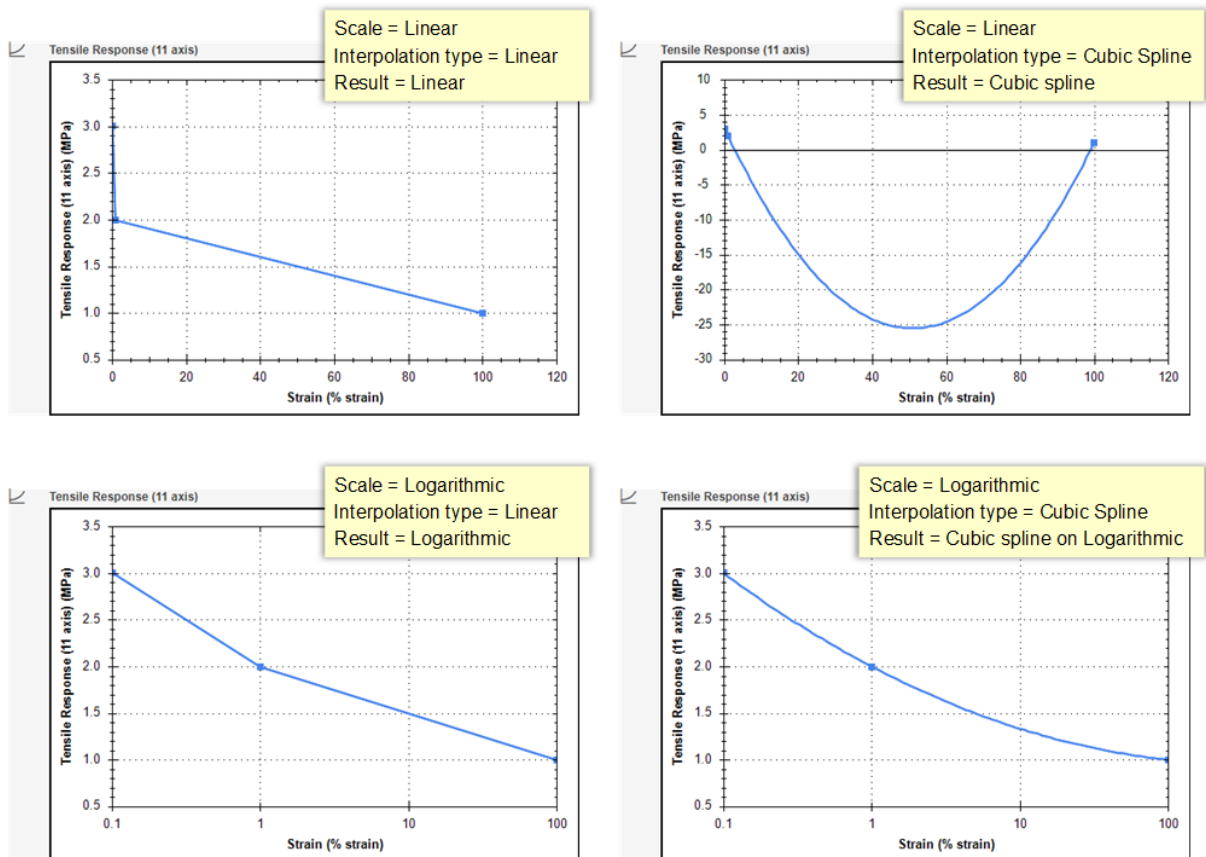 Scale = Linear
Interpolation type = Linear
Result = Linear
Tensile Response (11 axis)
Tensile Response (11 axis) (MPa)
3.5
3.0
2.5
2.0
1.5
1.0
0.5
0 20 40 60 80 100 120
Strain (% strain)
Scale = Linear
Interpolation type = Cubic Spline
Result = Cubic spline
Tensile Response (11 axis)
Tensile Response (11 axis) (MPa)
10
5
0
-5
-10
-15
-20
-25
-30
0 20 40 60 80 100 120
Strain (% strain)
Scale = Logarithmic
Interpolation type = Linear
Result = Logarithmic
Tensile Response (11 axis)
Tensile Response (11 axis) (MPa)
3.5
3.0
2.5
2.0
1.5
1.0
0.5
0.1 1 10 100
Strain (% strain)
Scale = Logarithmic
Interpolation type = Cubic Spline
Result = Cubic spline on Logarithmic
Tensile Response (11 axis)
Tensile Response (11 axis) (MPa)
3.5
3.0
2.5
2.0
1.5
1.0
0.5
0.1 1 10 100
Strain (% strain)